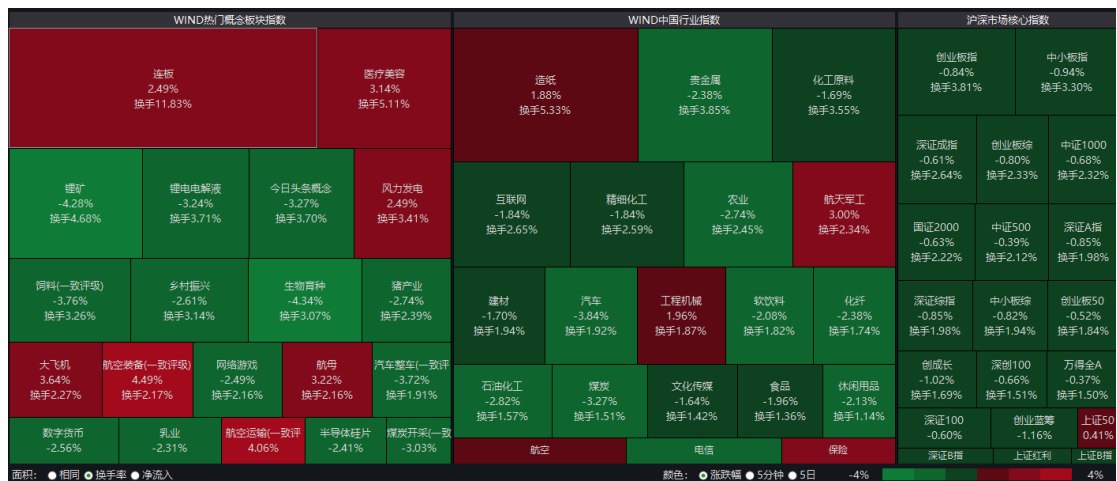 WIND热门概念板块指数
连板
2.49%
换手11.83%
医疗美容
3.14%
换手5.11%
锂矿
-4.28%
换手4.68%
锂电电解液
-3.24%
换手3.71%
今日头条概念
-3.27%
换手3.70%
风力发电
2.49%
换手3.41%
饲料(一致评级)
-3.76%
换手3.26%
乡村振兴
-2.61%
换手3.14%
生物育种
-4.34%
换手3.07%
猪产业
-2.74%
换手2.39%
大飞机
3.64%
换手2.27%
航空装备(一致评级)
4.49%
换手2.17%
网络游戏
-2.49%
换手2.16%
航母
3.22%
换手2.16%
汽车整车(一致评
-3.72%
换手1.91%
数字货币
-2.56%
乳业
-2.31%
航空运输(一致评
4.06%
半导体硅片
-2.41%
煤炭开采(一致
-3.03%
WIND中国行业指数
造纸
1.88%
换手5.33%
贵金属
-2.38%
换手3.85%
化工原料
-1.69%
换手3.55%
互联网
-1.84%
换手2.65%
精细化工
-1.84%
换手2.59%
农业
-2.74%
换手2.45%
航天军工
3.00%
换手2.34%
建材
-1.70%
换手1.94%
汽车
-3.84%
换手1.92%
工程机械
1.96%
换手1.87%
软饮料
-2.08%
换手1.82%
化纤
-2.38%
换手1.74%
石油化工
-2.82%
换手1.57%
煤炭
-3.27%
换手1.51%
文化传媒
-1.64%
换手1.42%
食品
-1.96%
换手1.36%
休闲用品
-2.13%
换手1.14%
航空
电信
保险
沪深市场核心指数
创业板指
-0.84%
换手3.81%
中小板指
-0.94%
换手3.30%
深证成指
-0.61%
换手2.64%
创业板综
-0.80%
换手2.33%
中证1000
-0.68%
换手2.32%
国证2000
-0.63%
换手2.22%
中证500
-0.39%
换手2.12%
深证A指
-0.85%
换手1.98%
深证综指
-0.85%
换手1.98%
中小板综
-0.82%
换手1.94%
创业板50
-0.52%
换手1.84%
创成长
-1.02%
换手1.69%
深创100
-0.66%
换手1.51%
万得全A
-0.37%
换手1.50%
深证100
-0.60%
创业蓝筹
-1.16%
上证50
0.41%
深证B指
上证红利
上证B指
面积: 相同 换手率 净流入
颜色: 涨跌幅 5分钟 5日 -4% 4%